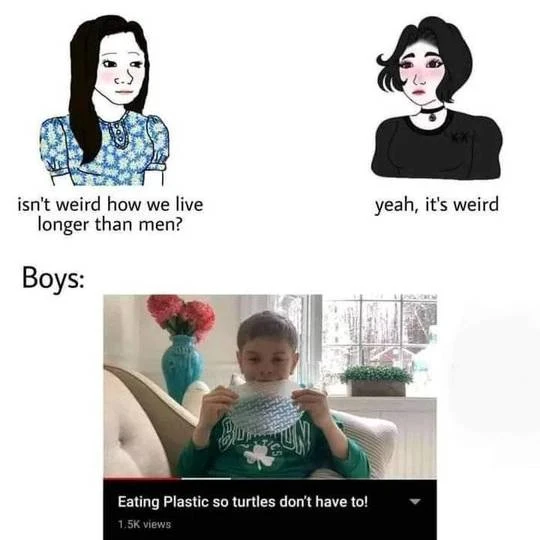 isn't weird how we live
longer than men?
yeah, it's weird
Boys:
Eating Plastic so turtles don't have to!
1.5K views